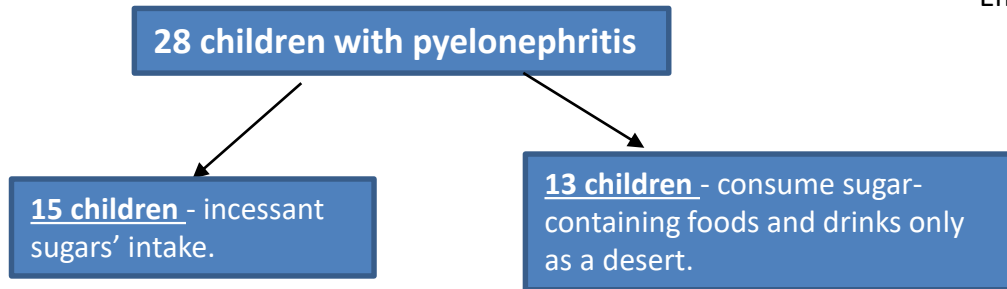 28 children with pyelonephritis
15 children - incessant
sugars’ intake.
13 children - consume sugar-
containing foods and drinks only
as a desert.